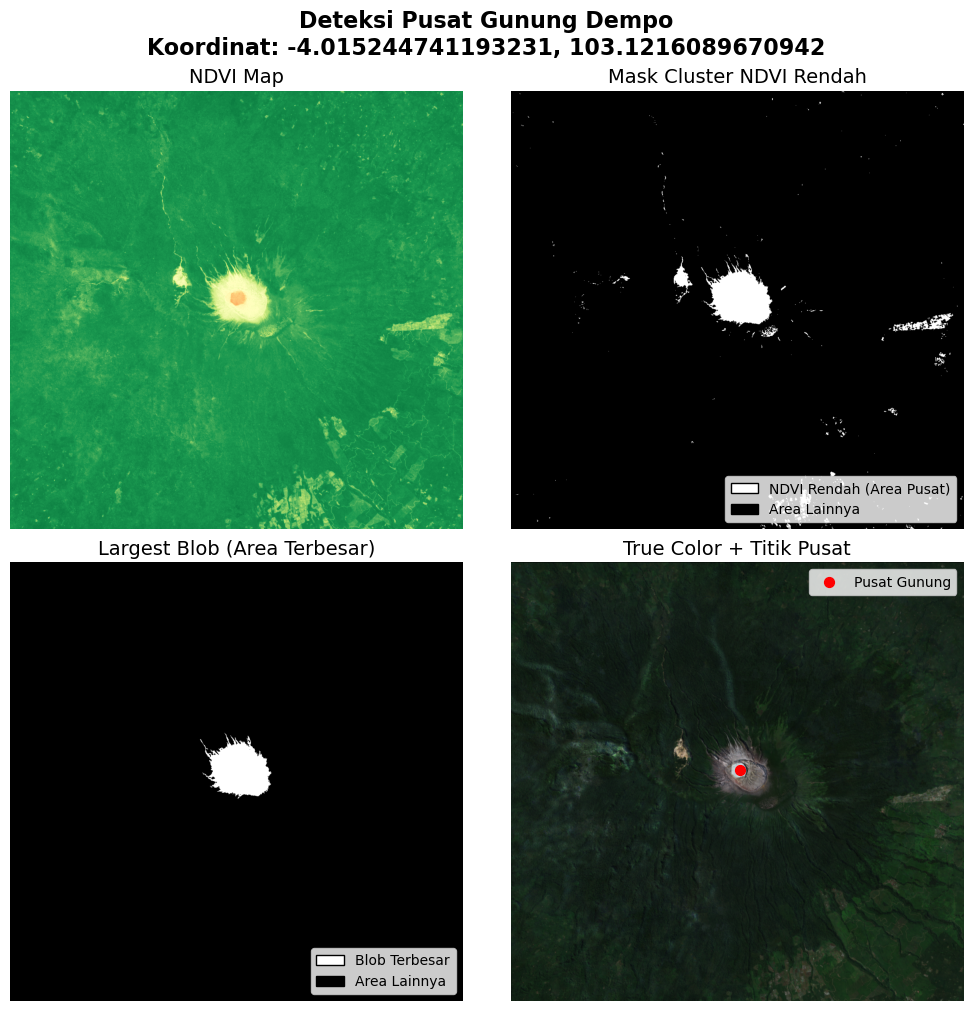 Deteksi Pusat Gunung Dempo
Koordinat: -4.015244741193231, 103.1216089670942
NDVI Map
Mask Cluster NDVI Rendah
NDVI Rendah (Area Pusat)
Area Lainnya
Largest Blob (Area Terbesar)
True Color + Titik Pusat
Blob Terbesar
Area Lainnya
Pusat Gunung